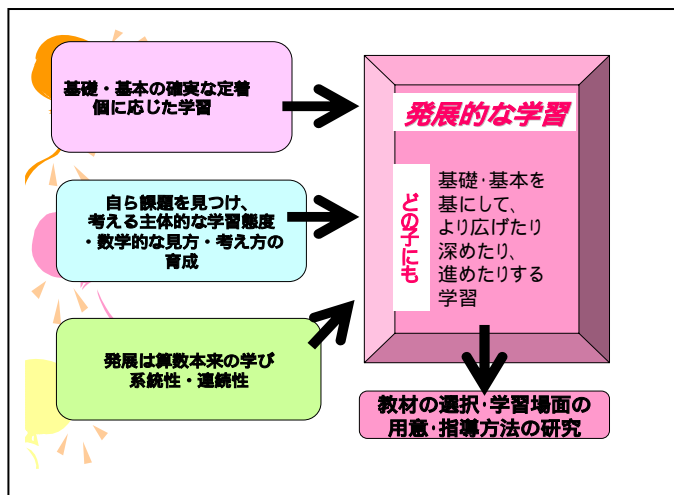 基礎・基本の確実な定着
個に応じた学習
自ら課題を見つけ、
考える主体的な学習態度
・数学的な見方・考え方の
育成
発展は算数本来の学び
系統性・連続性
発展的な学習
どの子にも
基礎・基本を
基にして、
より広げたり
深めたり、
進めたりする
学習
教材の選択・学習場面の
用意・指導方法の研究